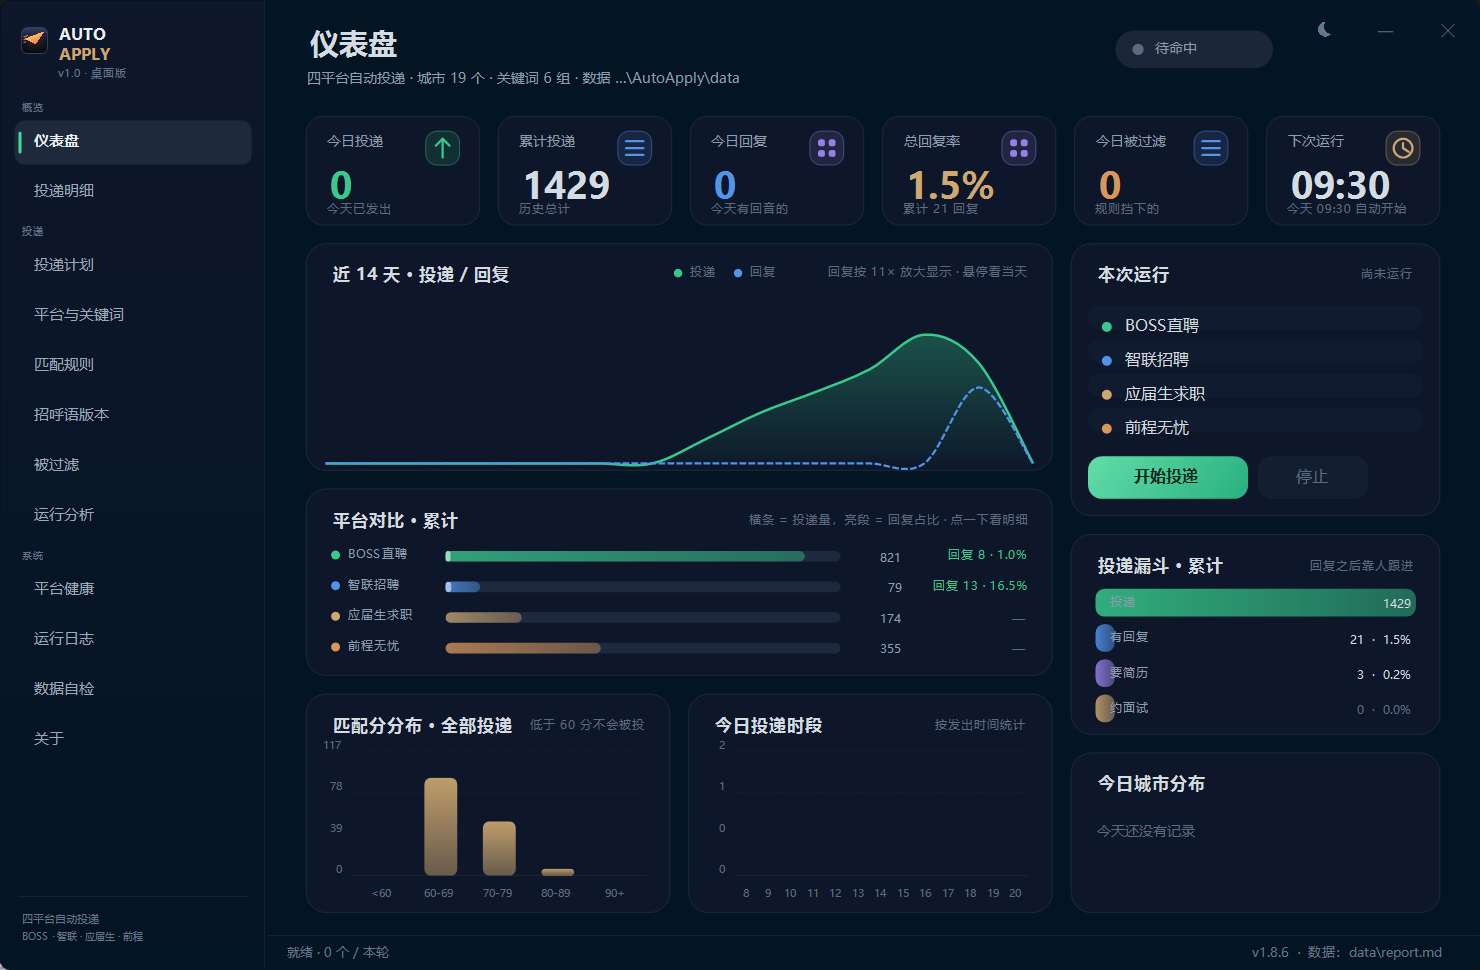 AUTO
APPLY
v1.0 · 桌面版
概览
仪表盘
投递明细
投递
投递计划
平台与关键词
匹配规则
招呼语版本
被过滤
运行分析
系统
平台健康
运行日志
数据自检
关于
四平台自动投递
BOSS · 智联 · 应届生 · 前程
仪表盘
四平台自动投递 · 城市 19 个 · 关键词 6 组 · 数据 ...\AutoApply\data
待命中
今日投递
0
今天已发出
累计投递
1429
历史总计
今日回复
0
今天有回音的
总回复率
1.5%
累计 21 回复
今日被过滤
0
规则挡下的
下次运行
09:30
今天 09:30 自动开始
近 14 天 · 投递 / 回复
投递
回复
回复按 11× 放大显示 · 悬停看当天
平台对比 · 累计
横条 = 投递量，亮段 = 回复占比 · 点一下看明细
BOSS直聘 821 回复 8 · 1.0%
智联招聘 79 回复 13 · 16.5%
应届生求职 174 —
前程无忧 355 —
匹配分分布 · 全部投递
低于 60 分不会被投
117
78
39
0
<60 60-69 70-79 80-89 90+
今日投递时段
按发出时间统计
2
1
0
0
8 9 10 11 12 13 14 15 16 17 18 19 20
本次运行
尚未运行
BOSS直聘
智联招聘
应届生求职
前程无忧
开始投递
停止
投递漏斗 · 累计
回复之后靠人跟进
投递 1429
有回复 21 · 1.5%
要简历 3 · 0.2%
约面试 0 · 0.0%
今日城市分布
今天还没有记录
就绪 · 0 个 / 本轮
v1.8.6 · 数据：data\report.md